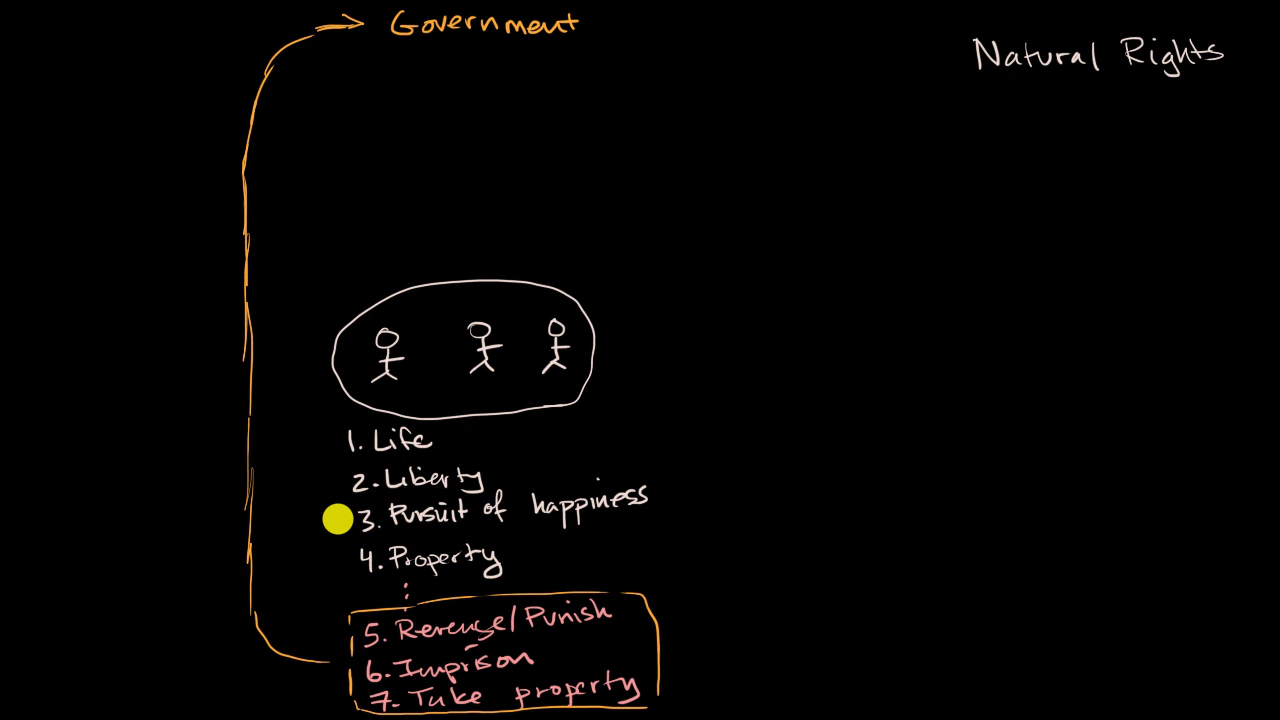 Government
Natural Rights
1. Life
2. Liberty
3. Pursuit of happiness
4. Property
5. Revenge/Punish
6. Imprison
7. Take property